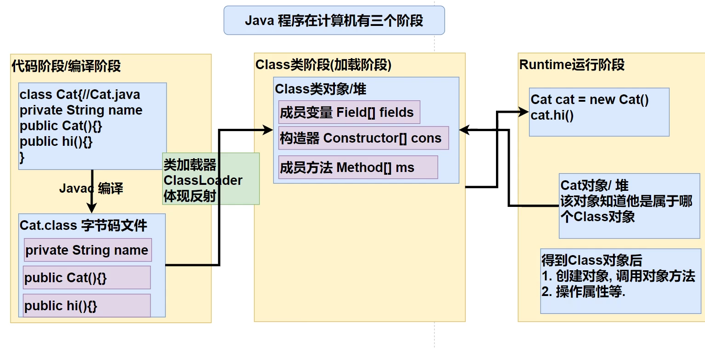 Java 程序在计算机有三个阶段
代码阶段/编译阶段
class Cat{//Cat.java
private String name
public Cat(){}
public hi(){}
}
Javac 编译
Cat.class 字节码文件
private String name
public Cat(){}
public hi(){}
类加载器
ClassLoader
体现反射
Class类阶段(加载阶段)
Class类对象/堆
成员变量 Field[] fields
构造器 Constructor[] cons
成员方法 Method[] ms
Runtime运行阶段
Cat cat = new Cat()
cat.hi()
Cat对象/ 堆
该对象知道他是属于哪
个Class对象
得到Class对象后
1. 创建对象, 调用对象方法
2. 操作属性等.